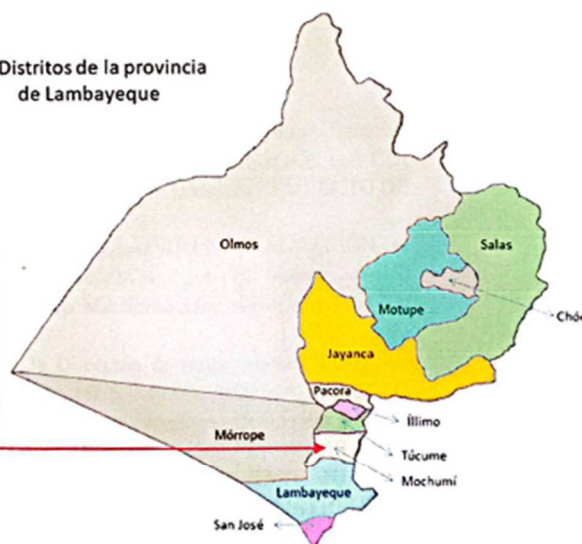 Distritos de la provincia
de Lambayeque
Olmos
Salas
Motupe
Jayanca
Pacora
Íllimo
Mórrope
Túcume
Mochumí
Lambayeque
San José